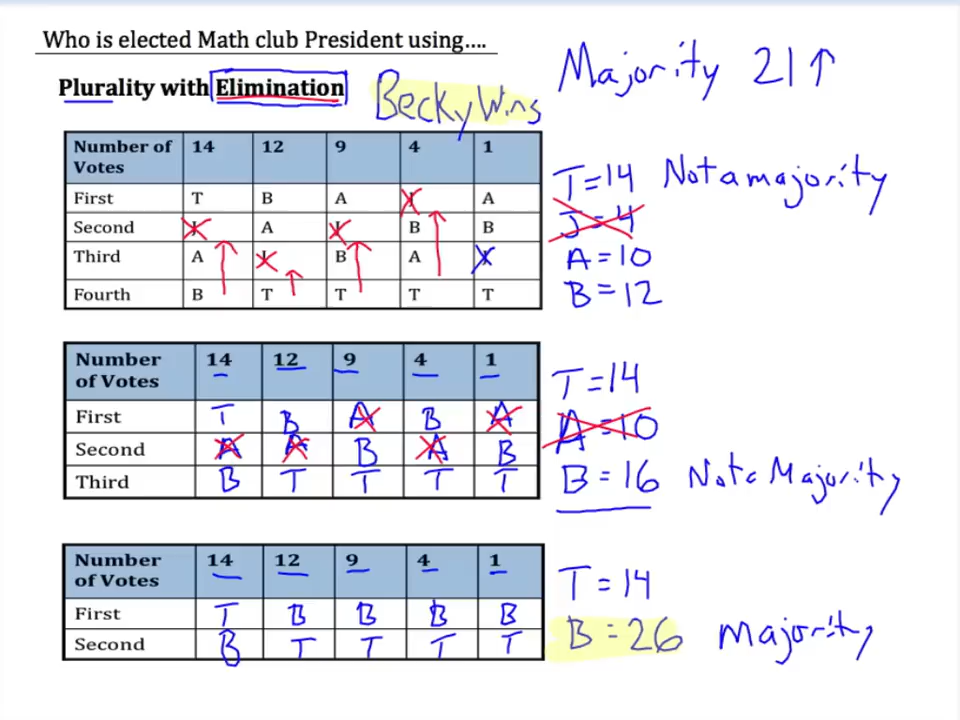 Who is elected Math club President using....
Majority 21↑
Plurality with Elimination
Becky Wins
Number of Votes 14 12 9 4 1
First T B A J A
Second J A J B B
Third A J B A J
Fourth B T T T T
T=14 Not a majority
J=4
A=10
B=12
Number of Votes 14 12 9 4 1
First T B A B A
Second A A B A B
Third B T T T T
T=14
A=10
B=16 Not a Majority
Number of Votes 14 12 9 4 1
First T B B B B
Second B T T T T
T=14
B=26 Majority